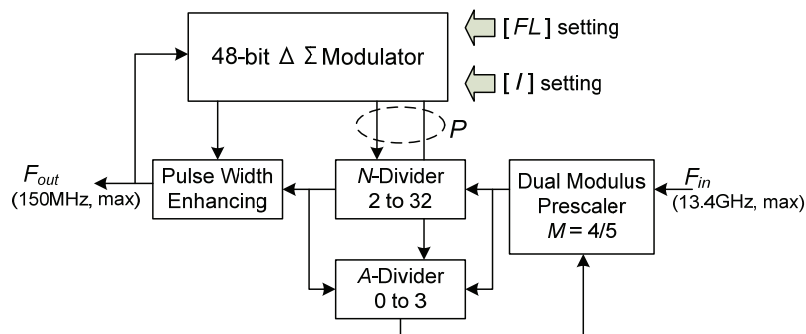 48-bit Δ Σ Modulator
[FL] setting
[I] setting
P
Fout
(150MHz, max)
Pulse Width
Enhancing
N-Divider
2 to 32
Dual Modulus
Prescaler
M = 4/5
Fin
(13.4GHz, max)
A-Divider
0 to 3